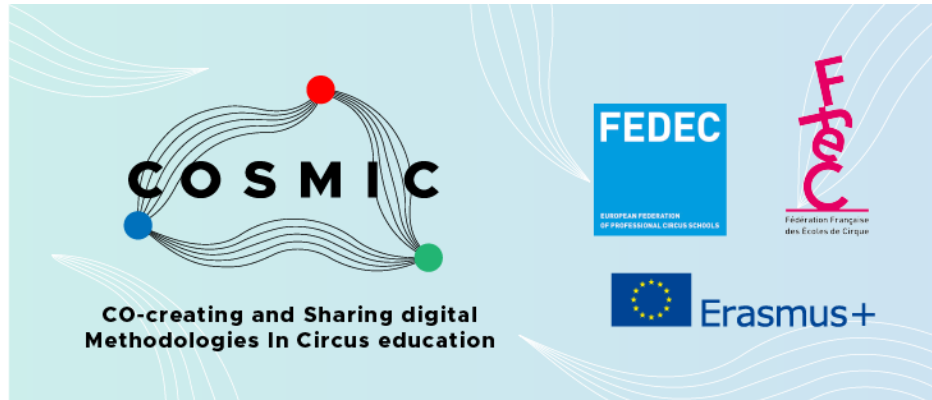 COSMIC
CO-creating and Sharing digital
Methodologies In Circus education
FEDEC
EUROPEAN FEDERATION
OF PROFESSIONAL CIRCUS SCHOOLS
FfeC
Fédération Française
des Écoles de Cirque
Erasmus+